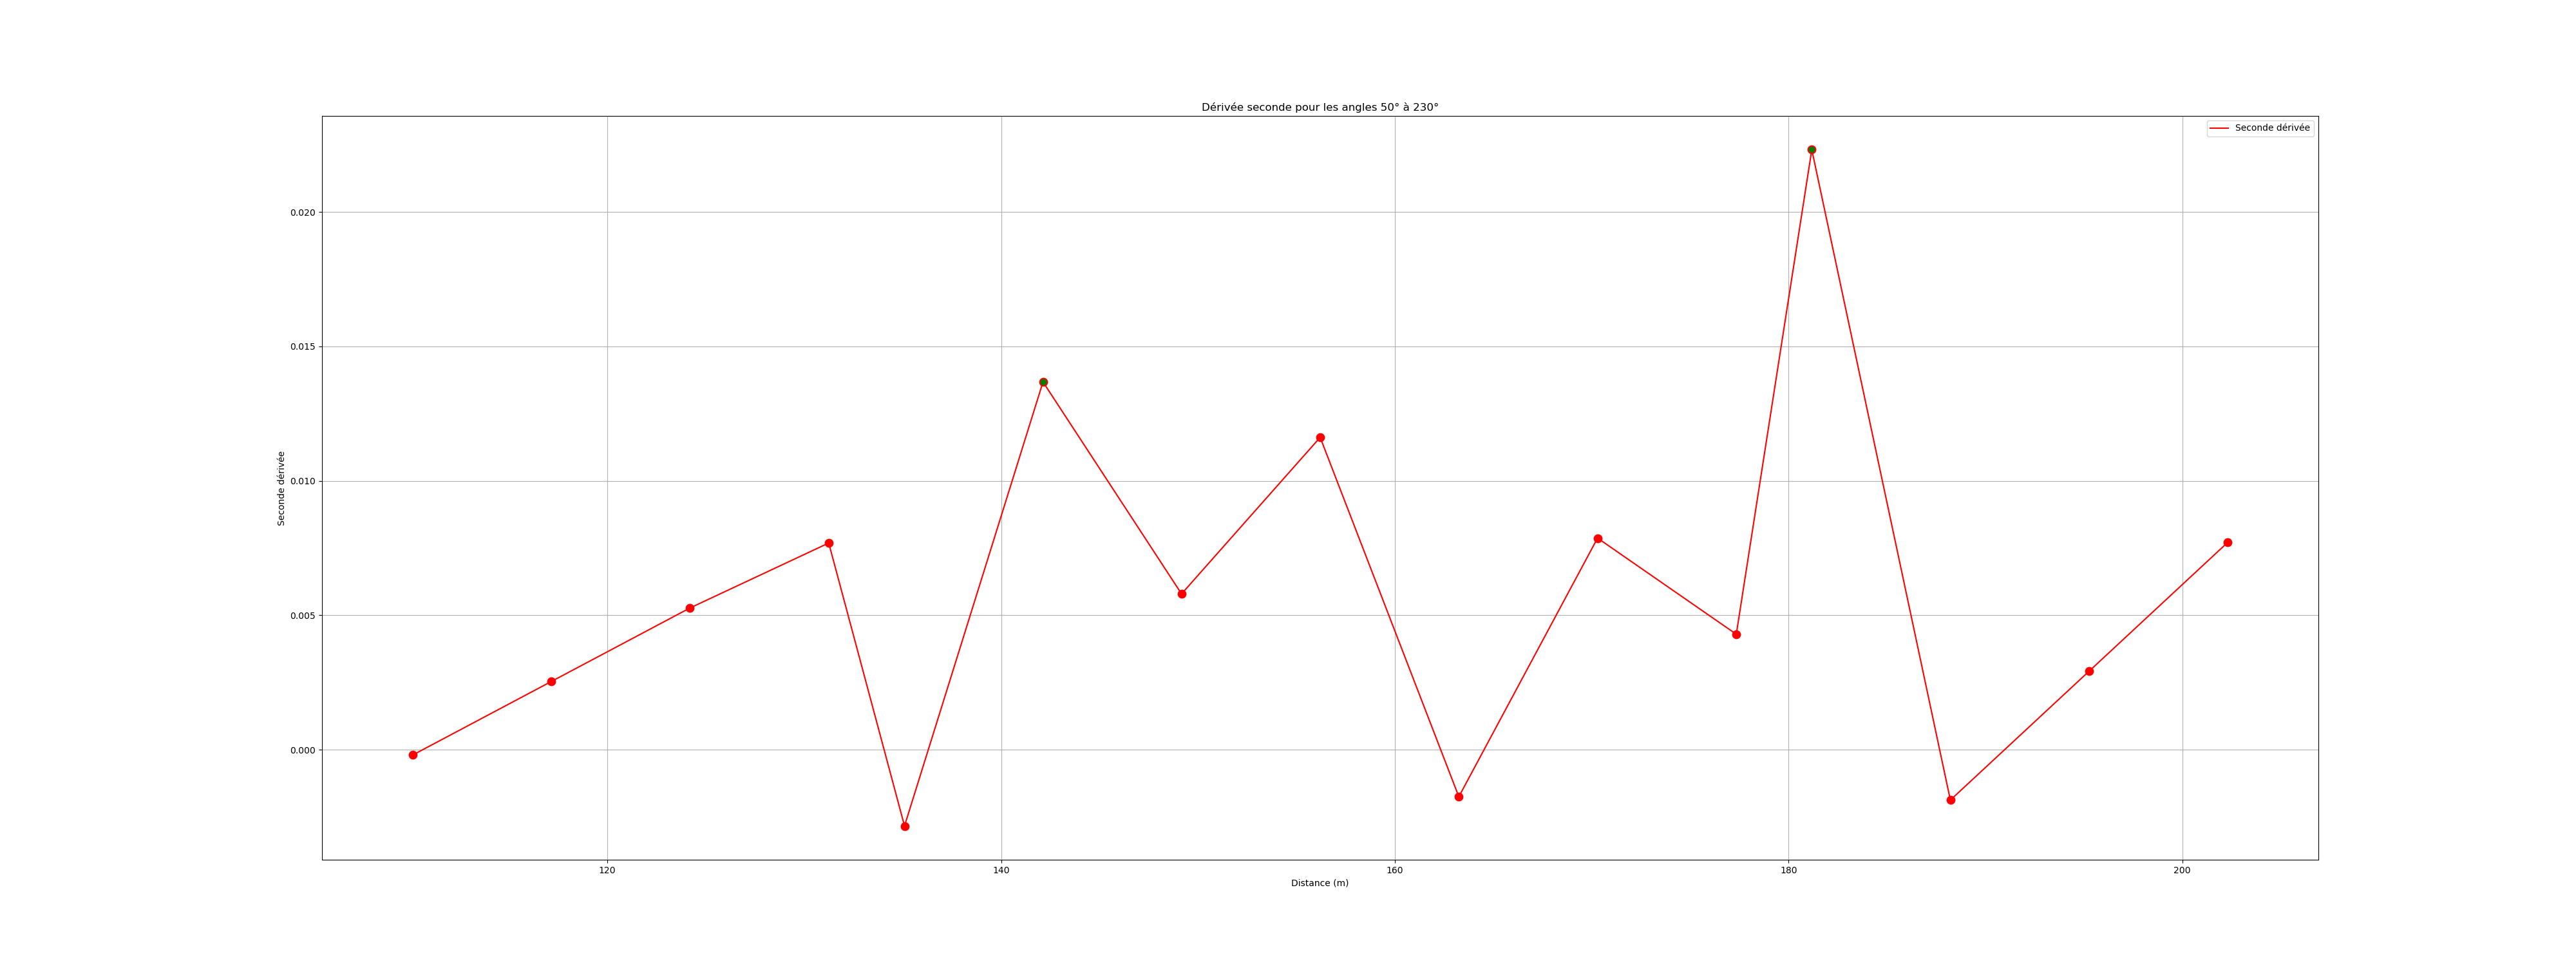 Dérivée seconde pour les angles 50° à 230°
Seconde dérivée
0.020
0.015
0.010
0.005
0.000
Seconde dérivée
120
140
160
180
200
Distance (m)